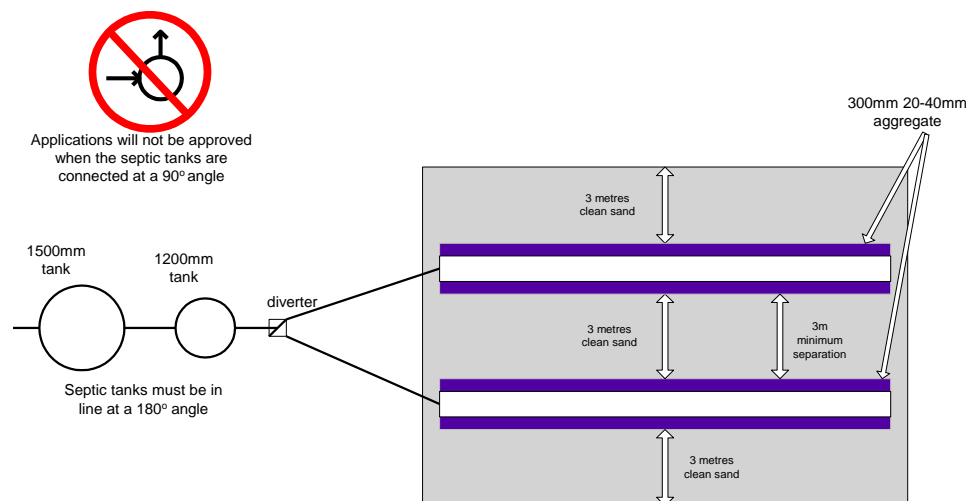 Applications will not be approved
when the septic tanks are
connected at a 90º angle
300mm 20-40mm
aggregate
3 metres
clean sand
1500mm
tank
1200mm
tank
diverter
3 metres
clean sand
3m
minimum
separation
Septic tanks must be in
line at a 180º angle
3 metres
clean sand